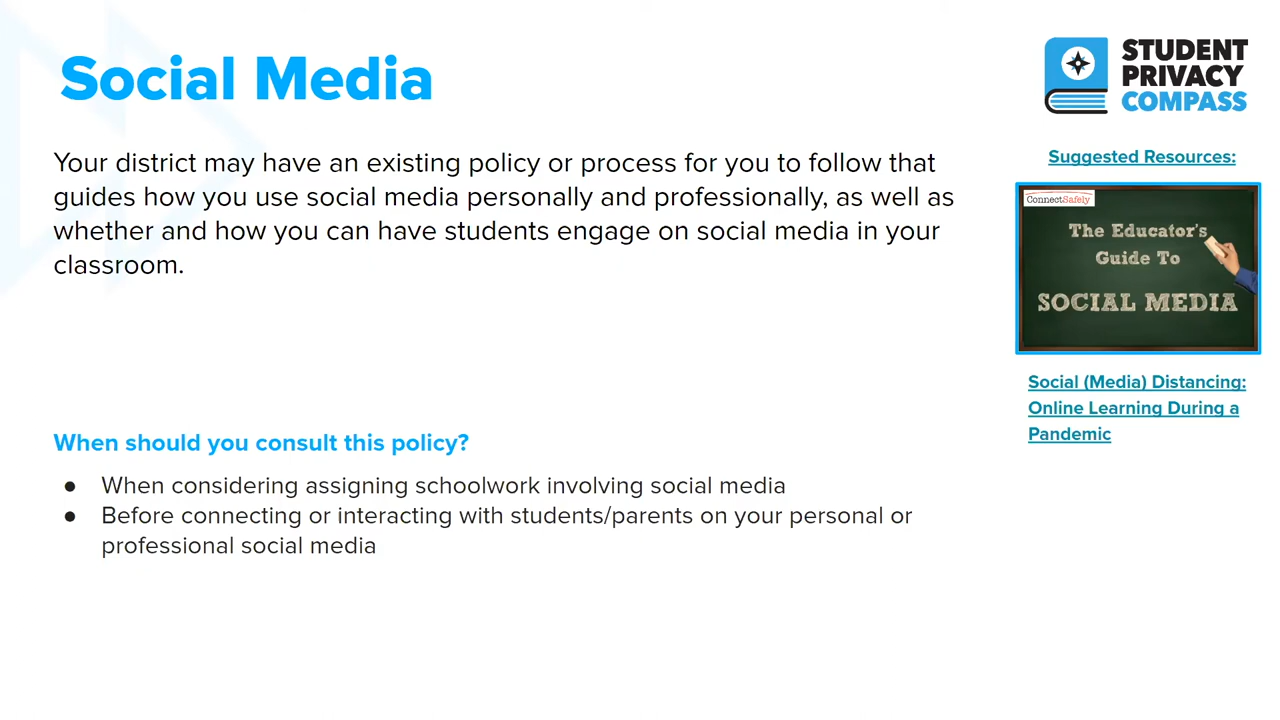 Social Media
Your district may have an existing policy or process for you to follow that
guides how you use social media personally and professionally, as well as
whether and how you can have students engage on social media in your
classroom.
When should you consult this policy?
● When considering assigning schoolwork involving social media
● Before connecting or interacting with students/parents on your personal or
professional social media
STUDENT
PRIVACY
COMPASS
Suggested Resources:
ConnectSafely
The Educator's
Guide To
SOCIAL MEDIA
Social (Media) Distancing:
Online Learning During a
Pandemic